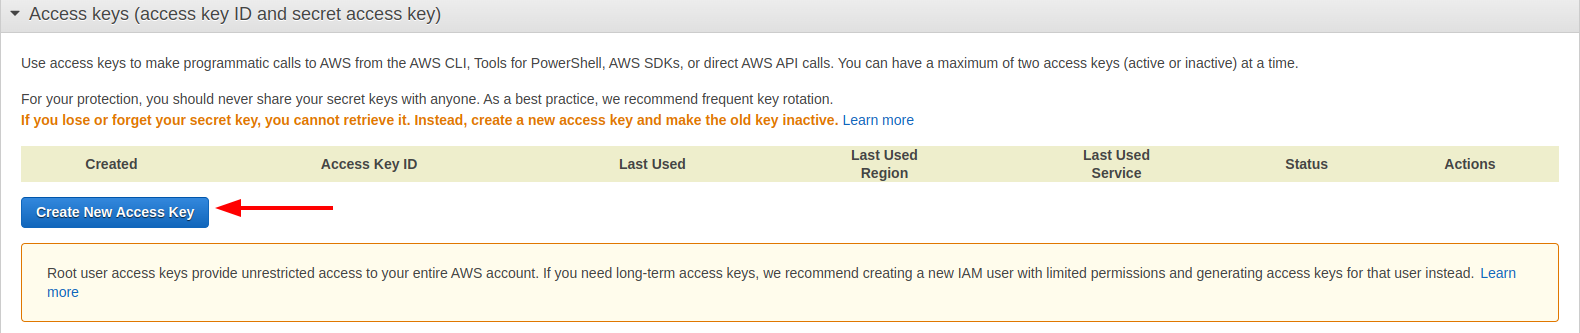 Access keys (access key ID and secret access key)
Use access keys to make programmatic calls to AWS from the AWS CLI, Tools for PowerShell, AWS SDKs, or direct AWS API calls. You can have a maximum of two access keys (active or inactive) at a time.
For your protection, you should never share your secret keys with anyone. As a best practice, we recommend frequent key rotation.
If you lose or forget your secret key, you cannot retrieve it. Instead, create a new access key and make the old key inactive. Learn more
Created Access Key ID Last Used Last Used Region Last Used Service Status Actions
Create New Access Key
Root user access keys provide unrestricted access to your entire AWS account. If you need long-term access keys, we recommend creating a new IAM user with limited permissions and generating access keys for that user instead. Learn
more